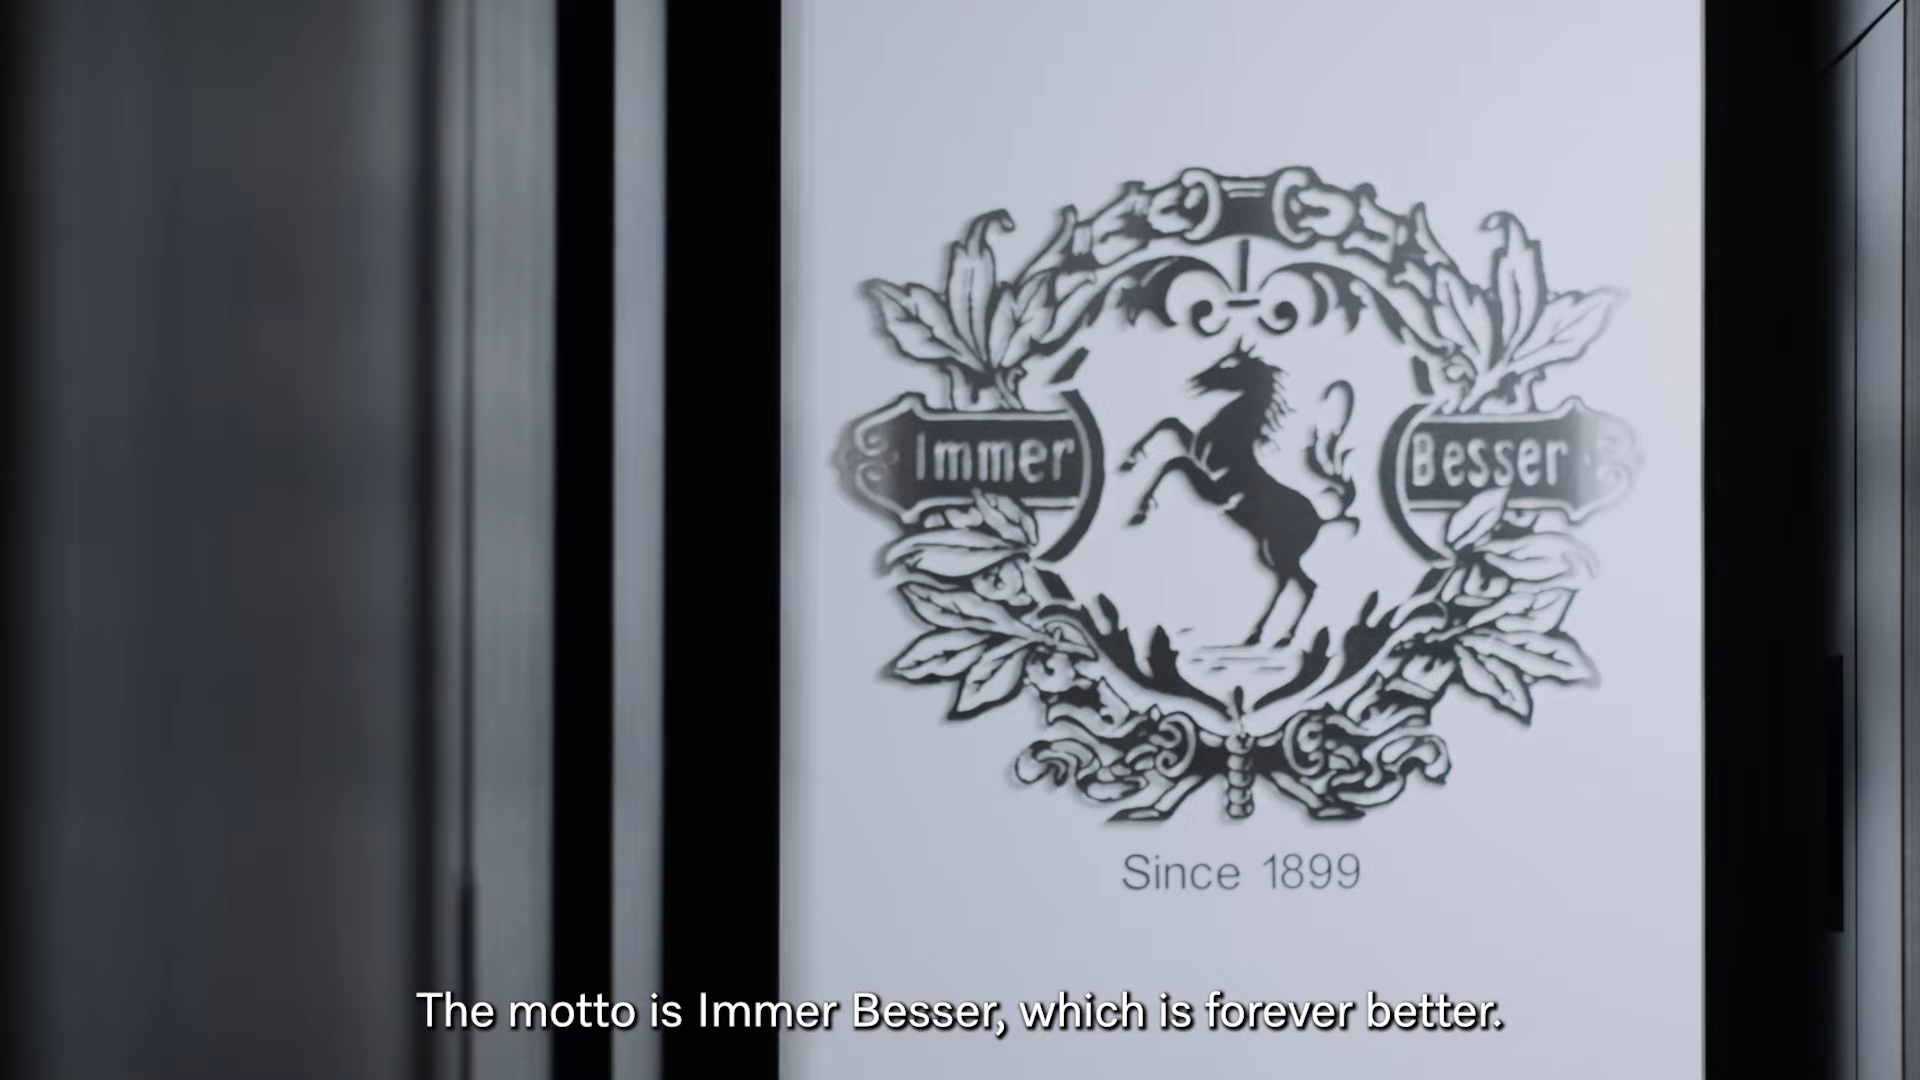 Immer Besser
Since 1899
The motto is Immer Besser, which is forever better.